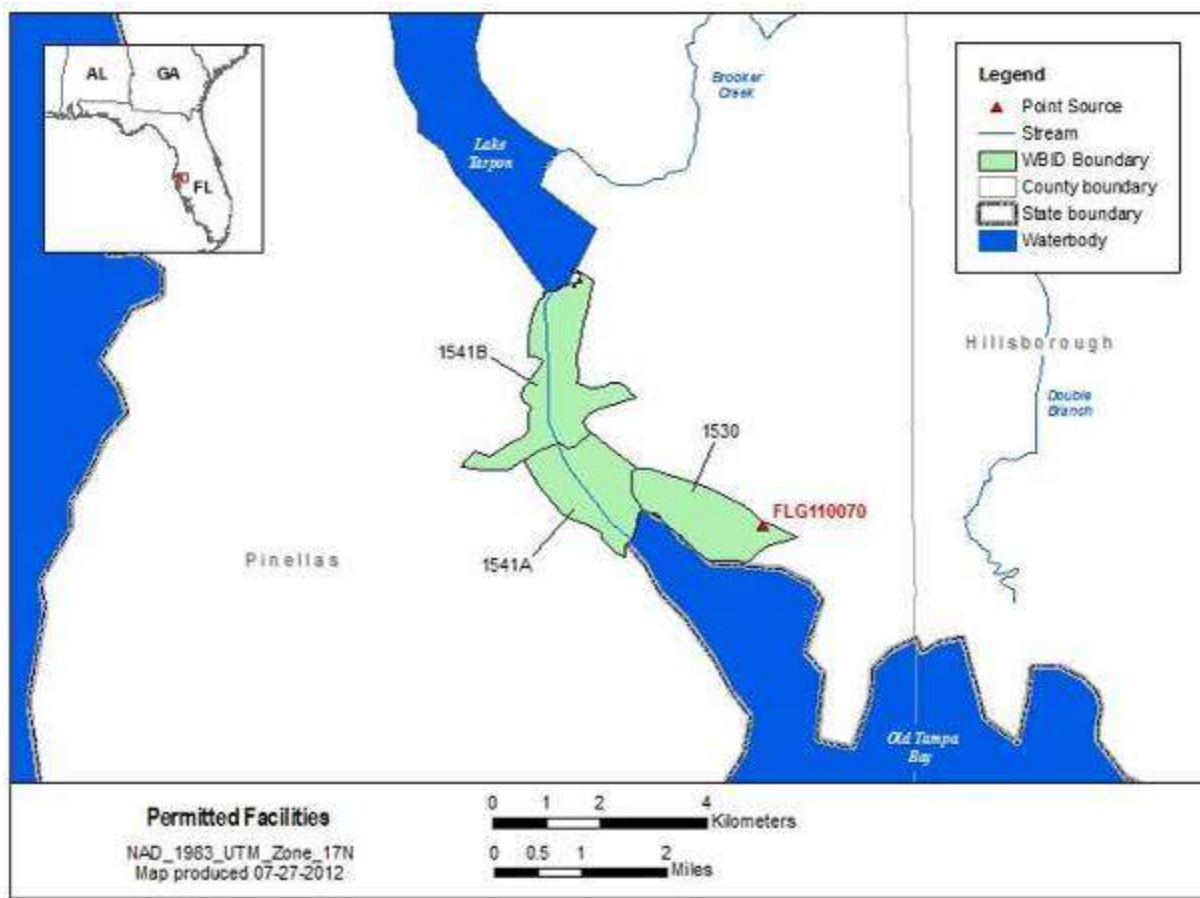 AL
GA
FL
Brooker
Creek
Lake
Tarpon
Legend
Point Source
Stream
WBID Boundary
County boundary
State boundary
Waterbody
Hillsborough
1541B
Double
Branch
1530
FLG110070
Pinellas
1541A
Old Tampa
Bay
Permitted Facilities
NAD_1983_UTM_Zone_17N
Map produced 07-27-2012
0 1 2 4
Kilometers
0 0.5 1 2
Miles